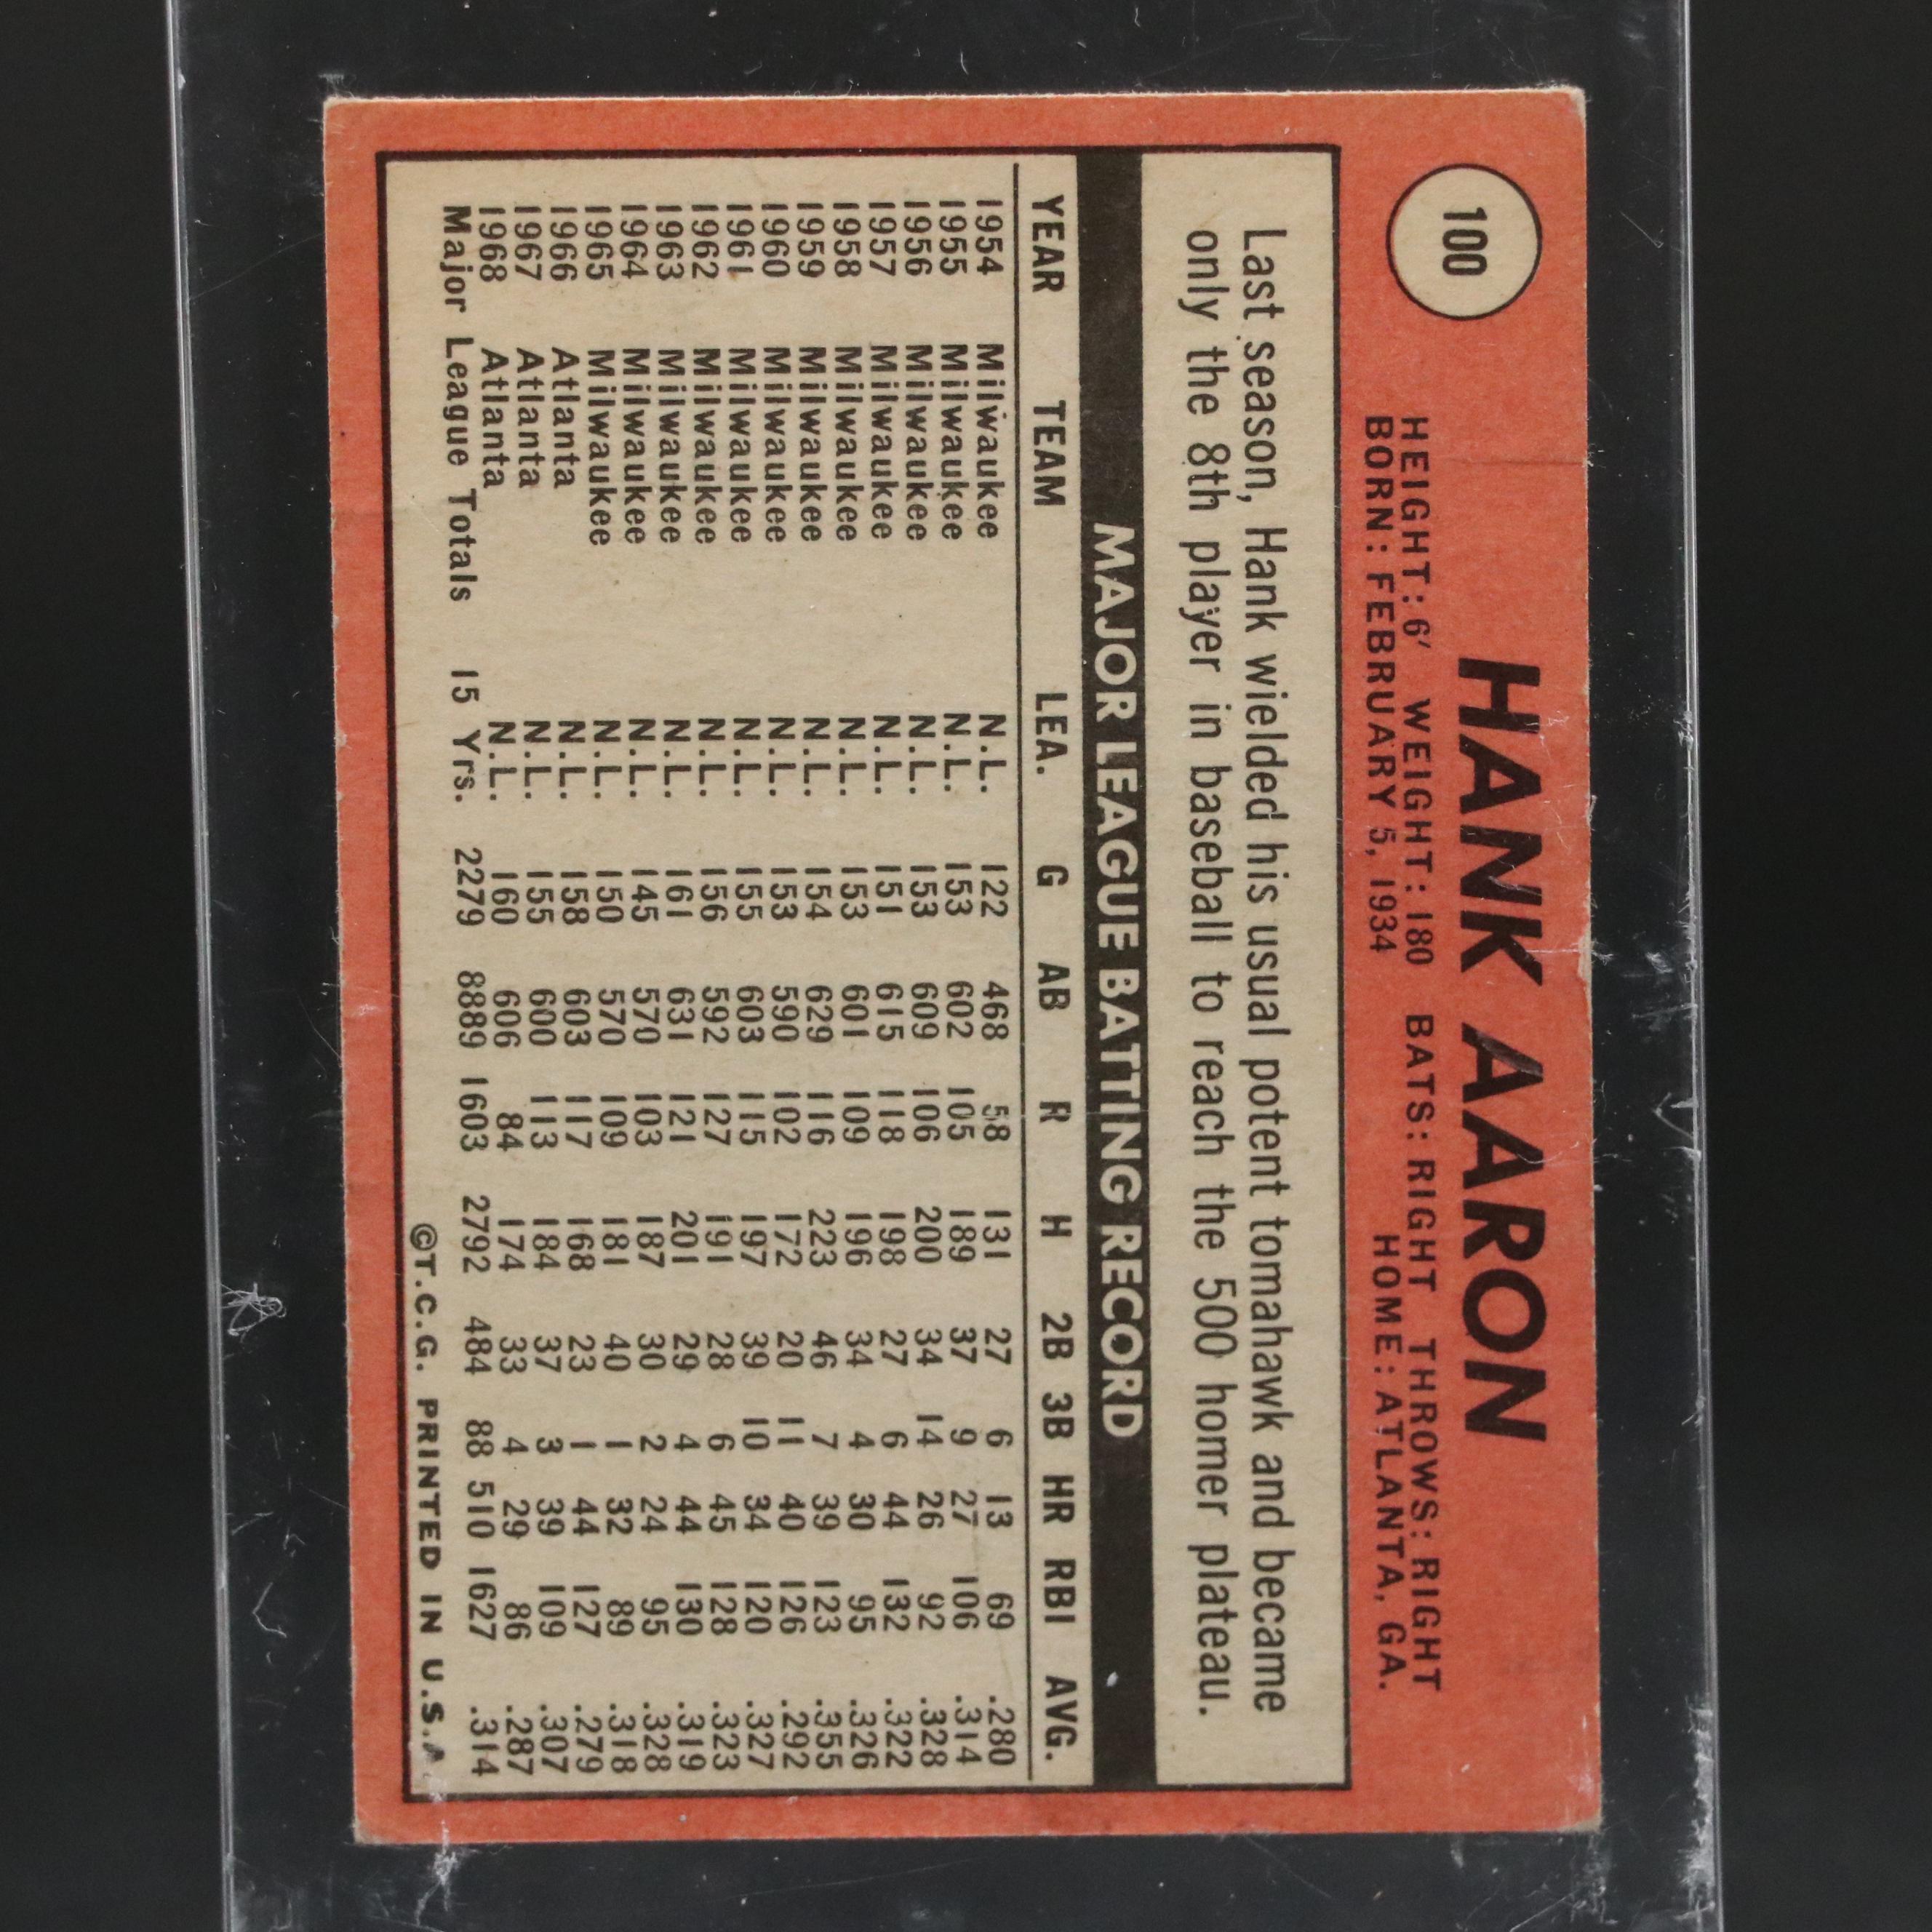 100
HANK AARON
HEIGHT: 6' WEIGHT: 180 BATS: RIGHT THROWS: RIGHT
BORN: FEBRUARY 5, 1934 HOME: ATLANTA, GA.
Last season, Hank wielded his usual potent tomahawk and became
only the 8th player in baseball to reach the 500 homer plateau.
MAJOR LEAGUE BATTING RECORD
YEAR TEAM LEA. G AB R H 2B 3B HR RBI AVG.
1954 Milwaukee N.L. 122 468 58 131 27 6 13 69 .280
1955 Milwaukee N.L. 153 602 105 189 37 9 27 106 .314
1956 Milwaukee N.L. 153 609 106 200 34 14 26 92 .328
1957 Milwaukee N.L. 151 615 118 198 27 6 44 132 .322
1958 Milwaukee N.L. 153 601 109 196 34 4 30 95 .326
1959 Milwaukee N.L. 154 629 116 223 46 7 39 123 .355
1960 Milwaukee N.L. 153 590 102 172 20 11 40 126 .292
1961 Milwaukee N.L. 155 603 115 197 39 10 34 120 .327
1962 Milwaukee N.L. 156 592 127 191 28 6 45 128 .323
1963 Milwaukee N.L. 161 631 121 201 29 4 44 130 .319
1964 Milwaukee N.L. 145 570 103 187 30 2 24 95 .328
1965 Milwaukee N.L. 150 570 109 181 40 1 32 89 .318
1966 Atlanta N.L. 158 603 117 168 23 1 44 127 .279
1967 Atlanta N.L. 155 600 113 184 37 3 39 109 .307
1968 Atlanta N.L. 160 606 84 174 33 4 29 86 .287
Major League Totals 15 Yrs. 2279 8889 1603 2792 484 88 510 1627 .314
©T.C.G. PRINTED IN U.S.A.